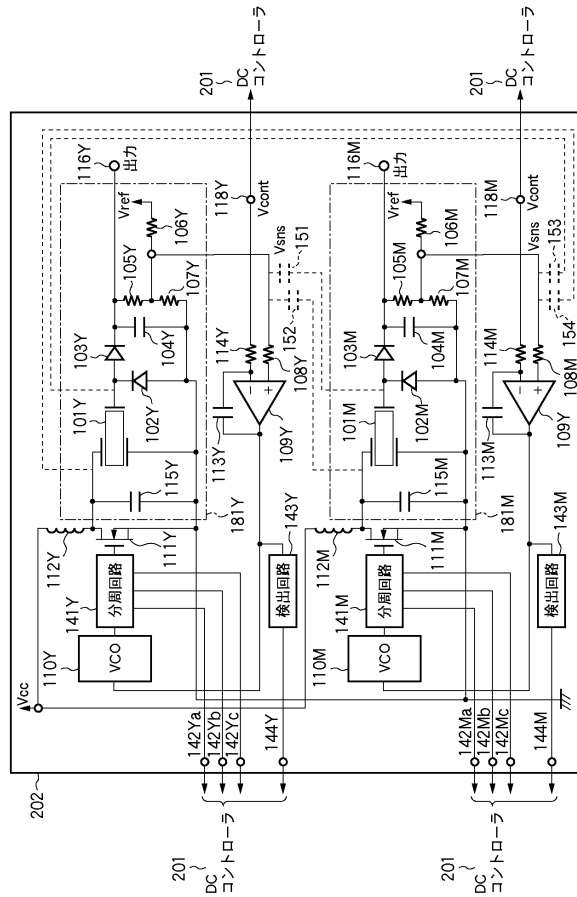 202
Vcc
112Y
111Y
115Y
181Y
101Y
102Y
103Y
104Y
105Y
107Y
106Y
Vref
116Y
出力
110Y
VCO
141Y
分周回路
143Y
検出回路
113Y
109Y
114Y
108Y
−
+
152
151
Vsns
118Y
Vcont
201
DC
コントローラ
142Ya
142Yb
142Yc
144Y
201
DC
コントローラ
112M
111M
115M
181M
101M
102M
103M
104M
105M
107M
106M
Vref
116M
出力
110M
VCO
141M
分周回路
143M
検出回路
113M
109Y
114M
108M
−
+
154
153
Vsns
118M
Vcont
201
DC
コントローラ
142Ma
142Mb
142Mc
144M
201
DC
コントローラ